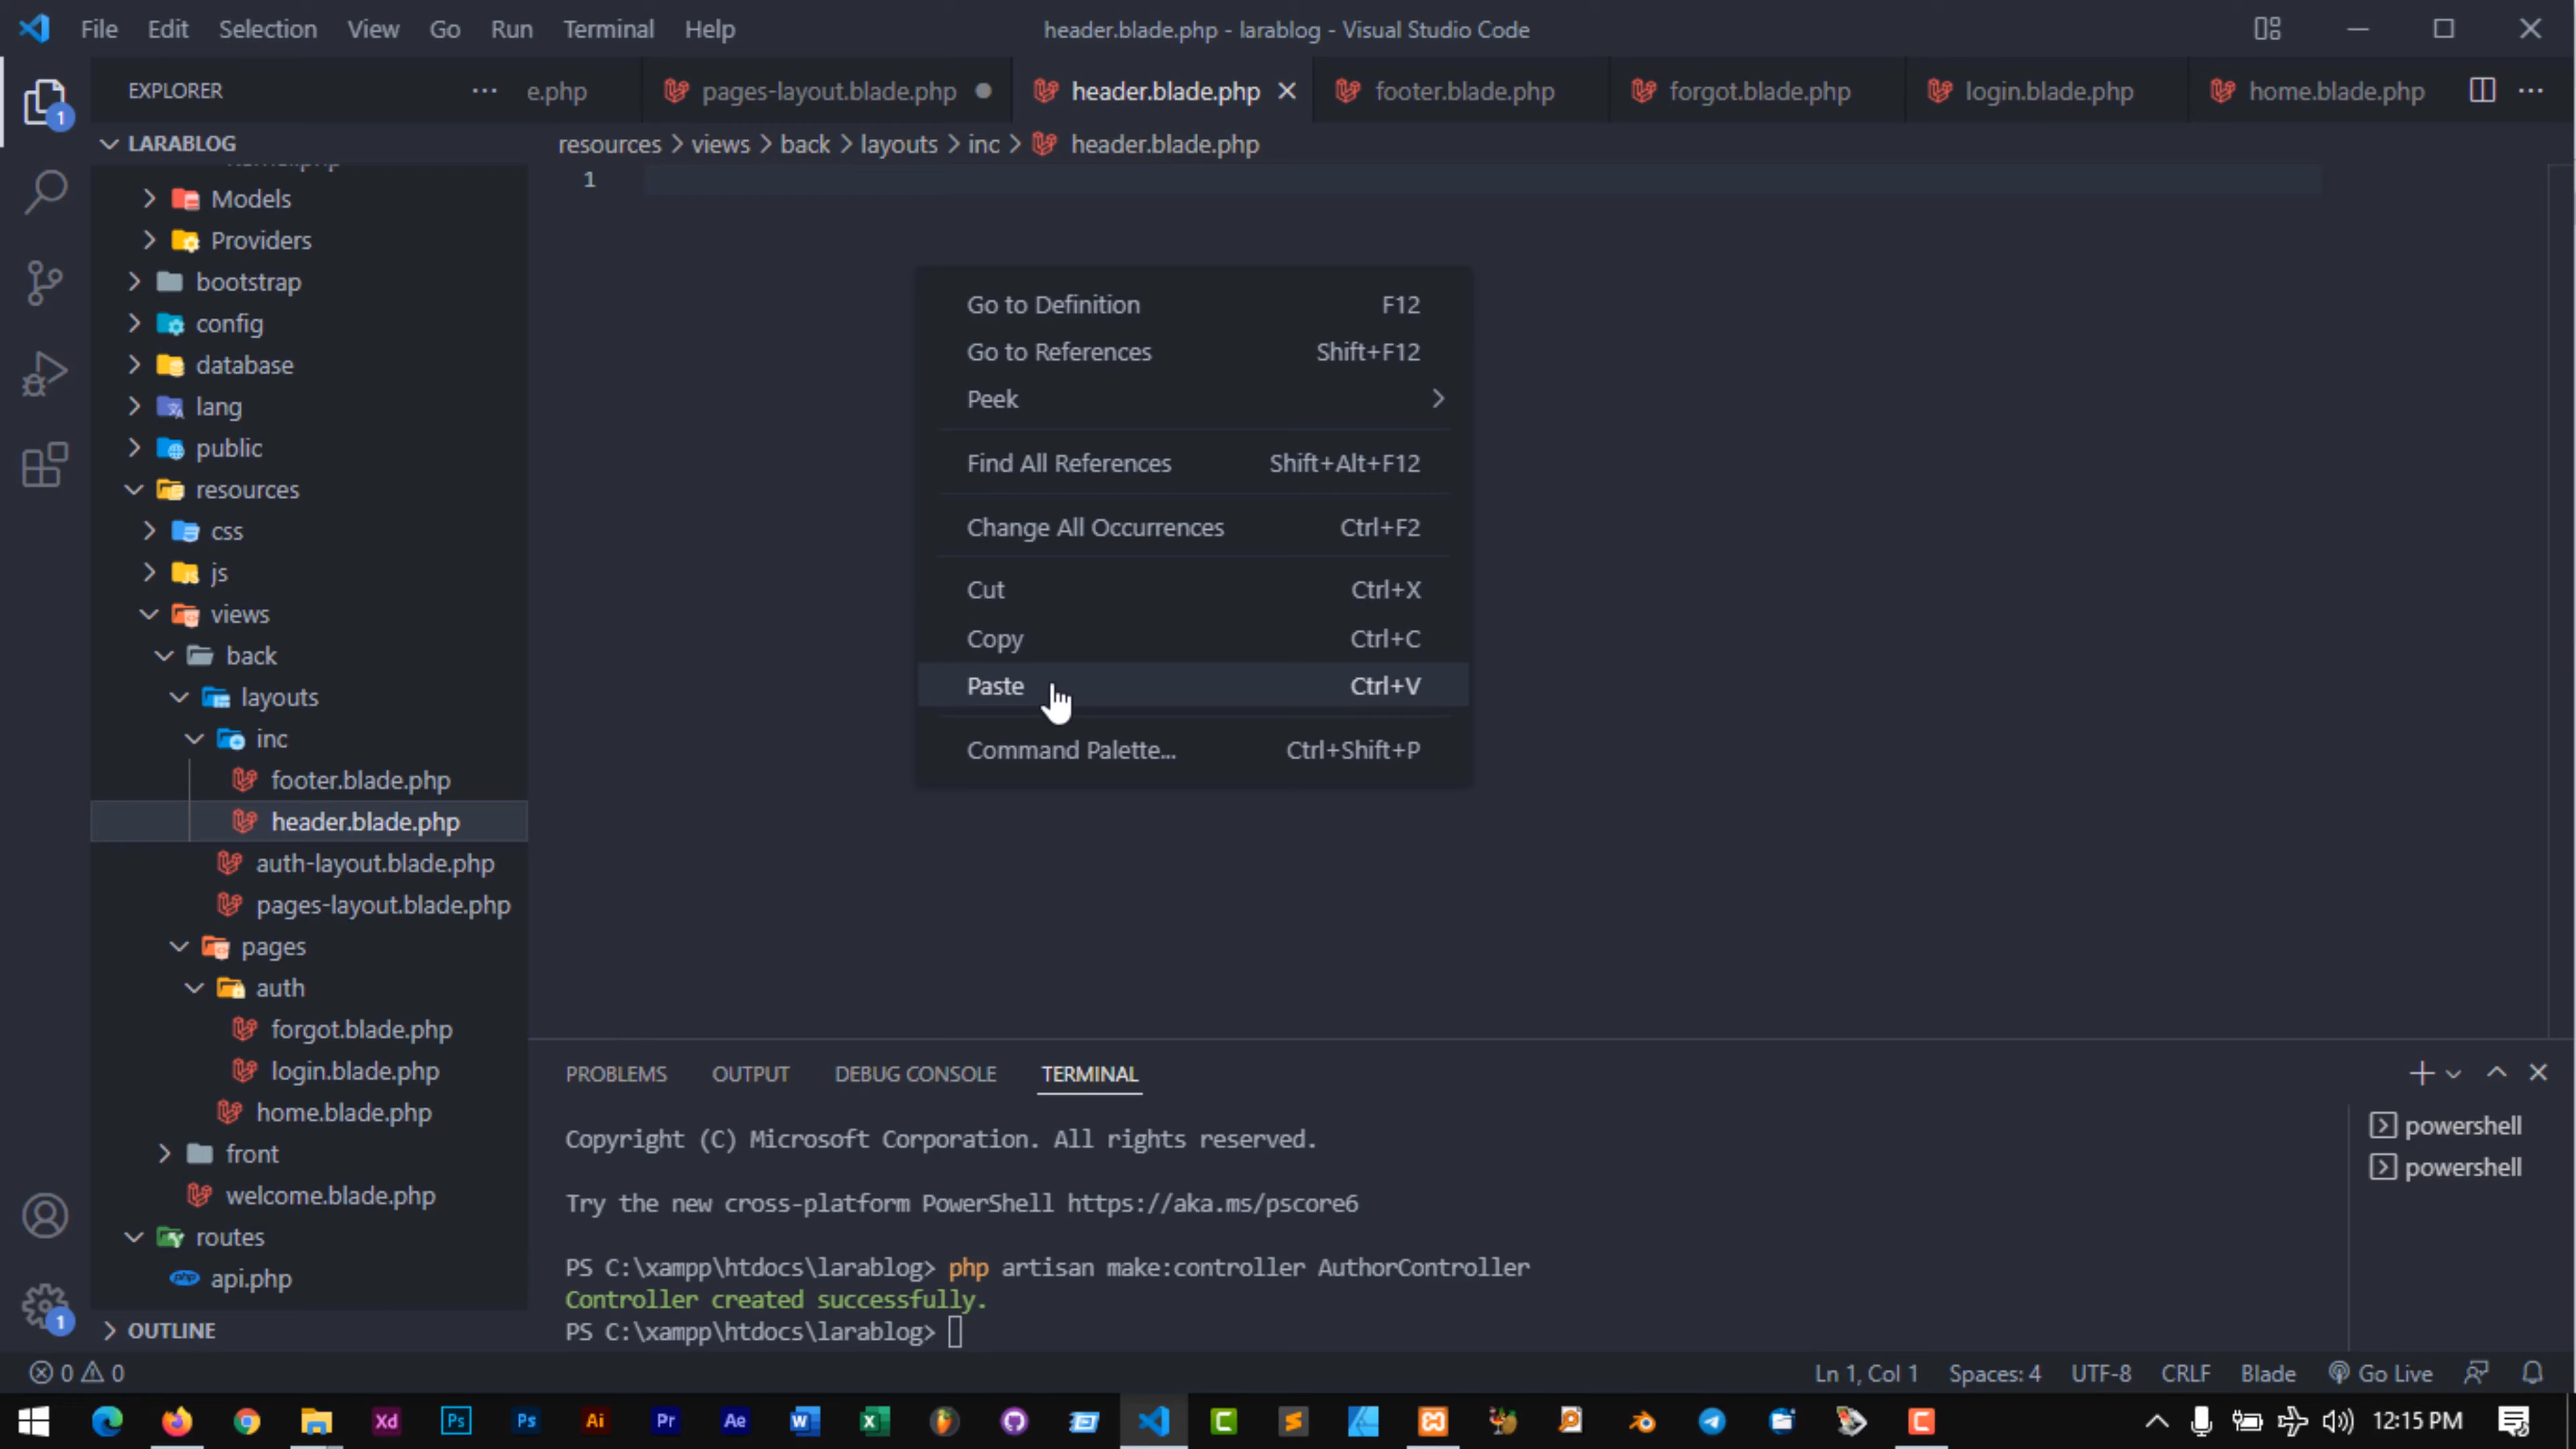 File Edit Selection View Go Run Terminal Help
header.blade.php - larablog - Visual Studio Code
EXPLORER
e.php
pages-layout.blade.php
header.blade.php
footer.blade.php
forgot.blade.php
login.blade.php
home.blade.php
1
LARABLOG
resources > views > back > layouts > inc > header.blade.php
1
Models
Providers
bootstrap
config
database
lang
public
resources
css
js
views
back
layouts
inc
footer.blade.php
header.blade.php
auth-layout.blade.php
pages-layout.blade.php
pages
auth
forgot.blade.php
login.blade.php
home.blade.php
front
welcome.blade.php
routes
api.php
OUTLINE
1
Go to Definition F12
Go to References Shift+F12
Peek
Find All References Shift+Alt+F12
Change All Occurrences Ctrl+F2
Cut Ctrl+X
Copy Ctrl+C
Paste Ctrl+V
Command Palette... Ctrl+Shift+P
PROBLEMS OUTPUT DEBUG CONSOLE TERMINAL
Copyright (C) Microsoft Corporation. All rights reserved.
Try the new cross-platform PowerShell https://aka.ms/pscore6
PS C:\xampp\htdocs\larablog> php artisan make:controller AuthorController
Controller created successfully.
PS C:\xampp\htdocs\larablog>
powershell
powershell
0 0
Ln 1, Col 1 Spaces: 4 UTF-8 CRLF Blade Go Live
Xd Ps Ps Ai Pr Ae
12:15 PM